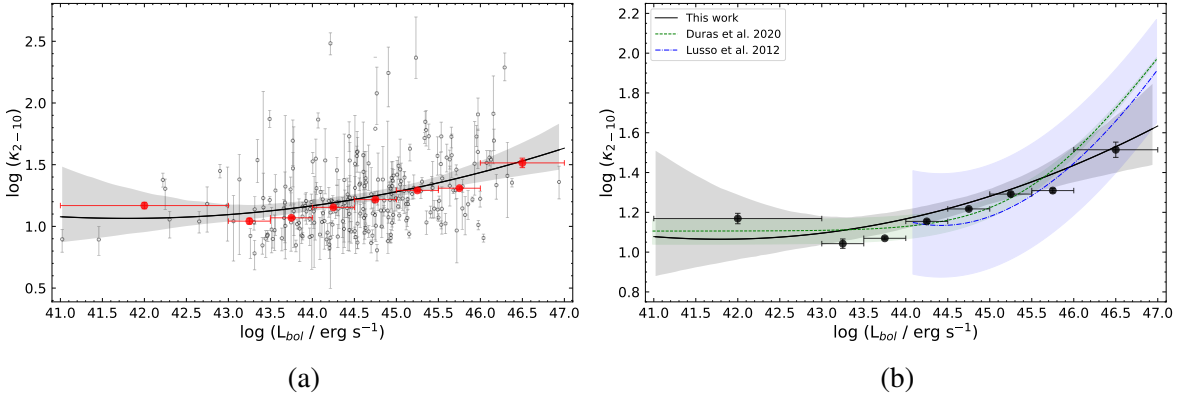 2.5
2.0
1.5
1.0
0.5
log (κ2−10)
41.0 42.0 43.0 43.5 44.0 44.5 45.0 45.5 46.0 46.5 47.0
log (Lbol / erg s−1)
(a)
2.2
2.0
1.8
1.6
1.4
1.2
1.0
0.8
log (κ2−10)
This work
Duras et al. 2020
Lusso et al. 2012
41.0 41.5 42.0 42.5 43.0 43.5 44.0 44.5 45.0 45.5 46.0 46.5 47.0
log (Lbol / erg s−1)
(b)